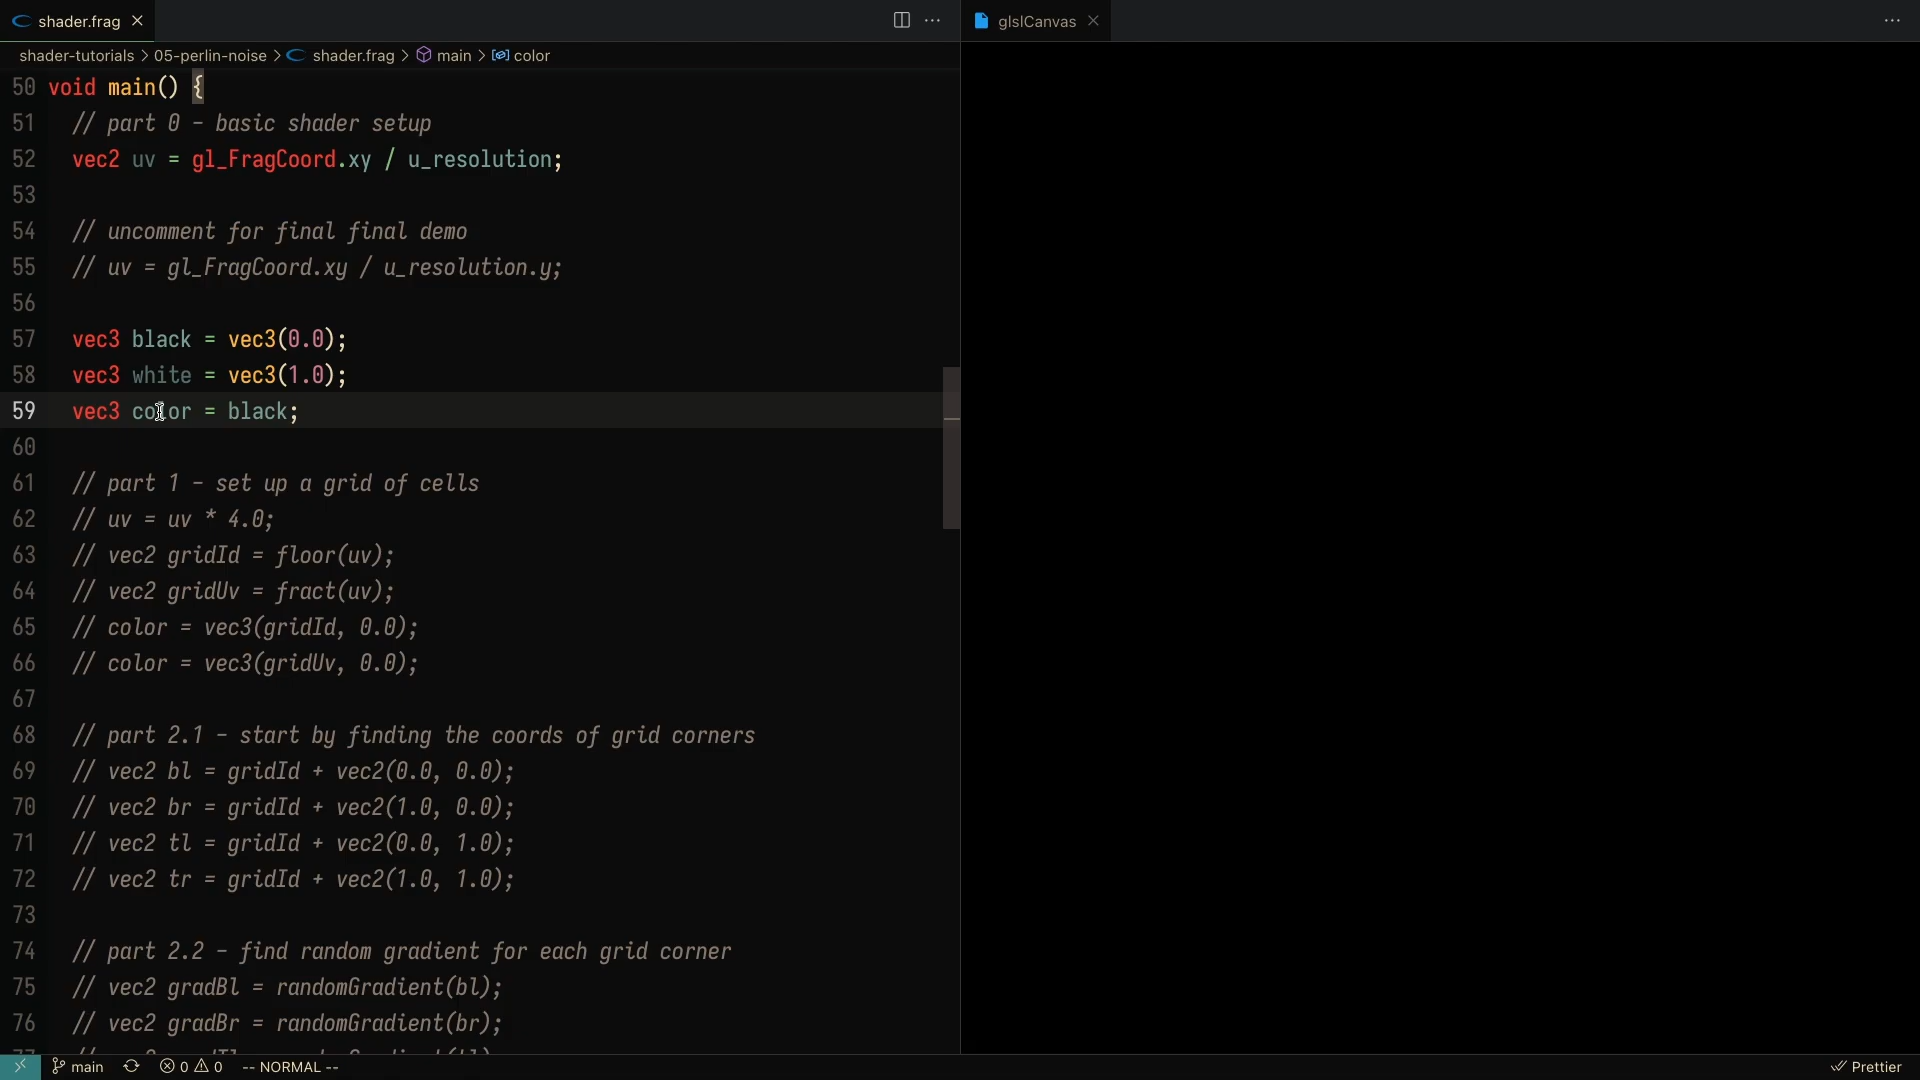 shader.frag
glslCanvas
shader-tutorials > 05-perlin-noise > shader.frag > main > color
50 void main() {
51 // part 0 - basic shader setup
52 vec2 uv = gl_FragCoord.xy / u_resolution;
53
54 // uncomment for final final demo
55 // uv = gl_FragCoord.xy / u_resolution.y;
56
57 vec3 black = vec3(0.0);
58 vec3 white = vec3(1.0);
59 vec3 color = black;
60
61 // part 1 - set up a grid of cells
62 // uv = uv * 4.0;
63 // vec2 gridId = floor(uv);
64 // vec2 gridUv = fract(uv);
65 // color = vec3(gridId, 0.0);
66 // color = vec3(gridUv, 0.0);
67
68 // part 2.1 - start by finding the coords of grid corners
69 // vec2 bl = gridId + vec2(0.0, 0.0);
70 // vec2 br = gridId + vec2(1.0, 0.0);
71 // vec2 tl = gridId + vec2(0.0, 1.0);
72 // vec2 tr = gridId + vec2(1.0, 1.0);
73
74 // part 2.2 - find random gradient for each grid corner
75 // vec2 gradBl = randomGradient(bl);
76 // vec2 gradBr = randomGradient(br);
main 0 0 -- NORMAL -- Prettier